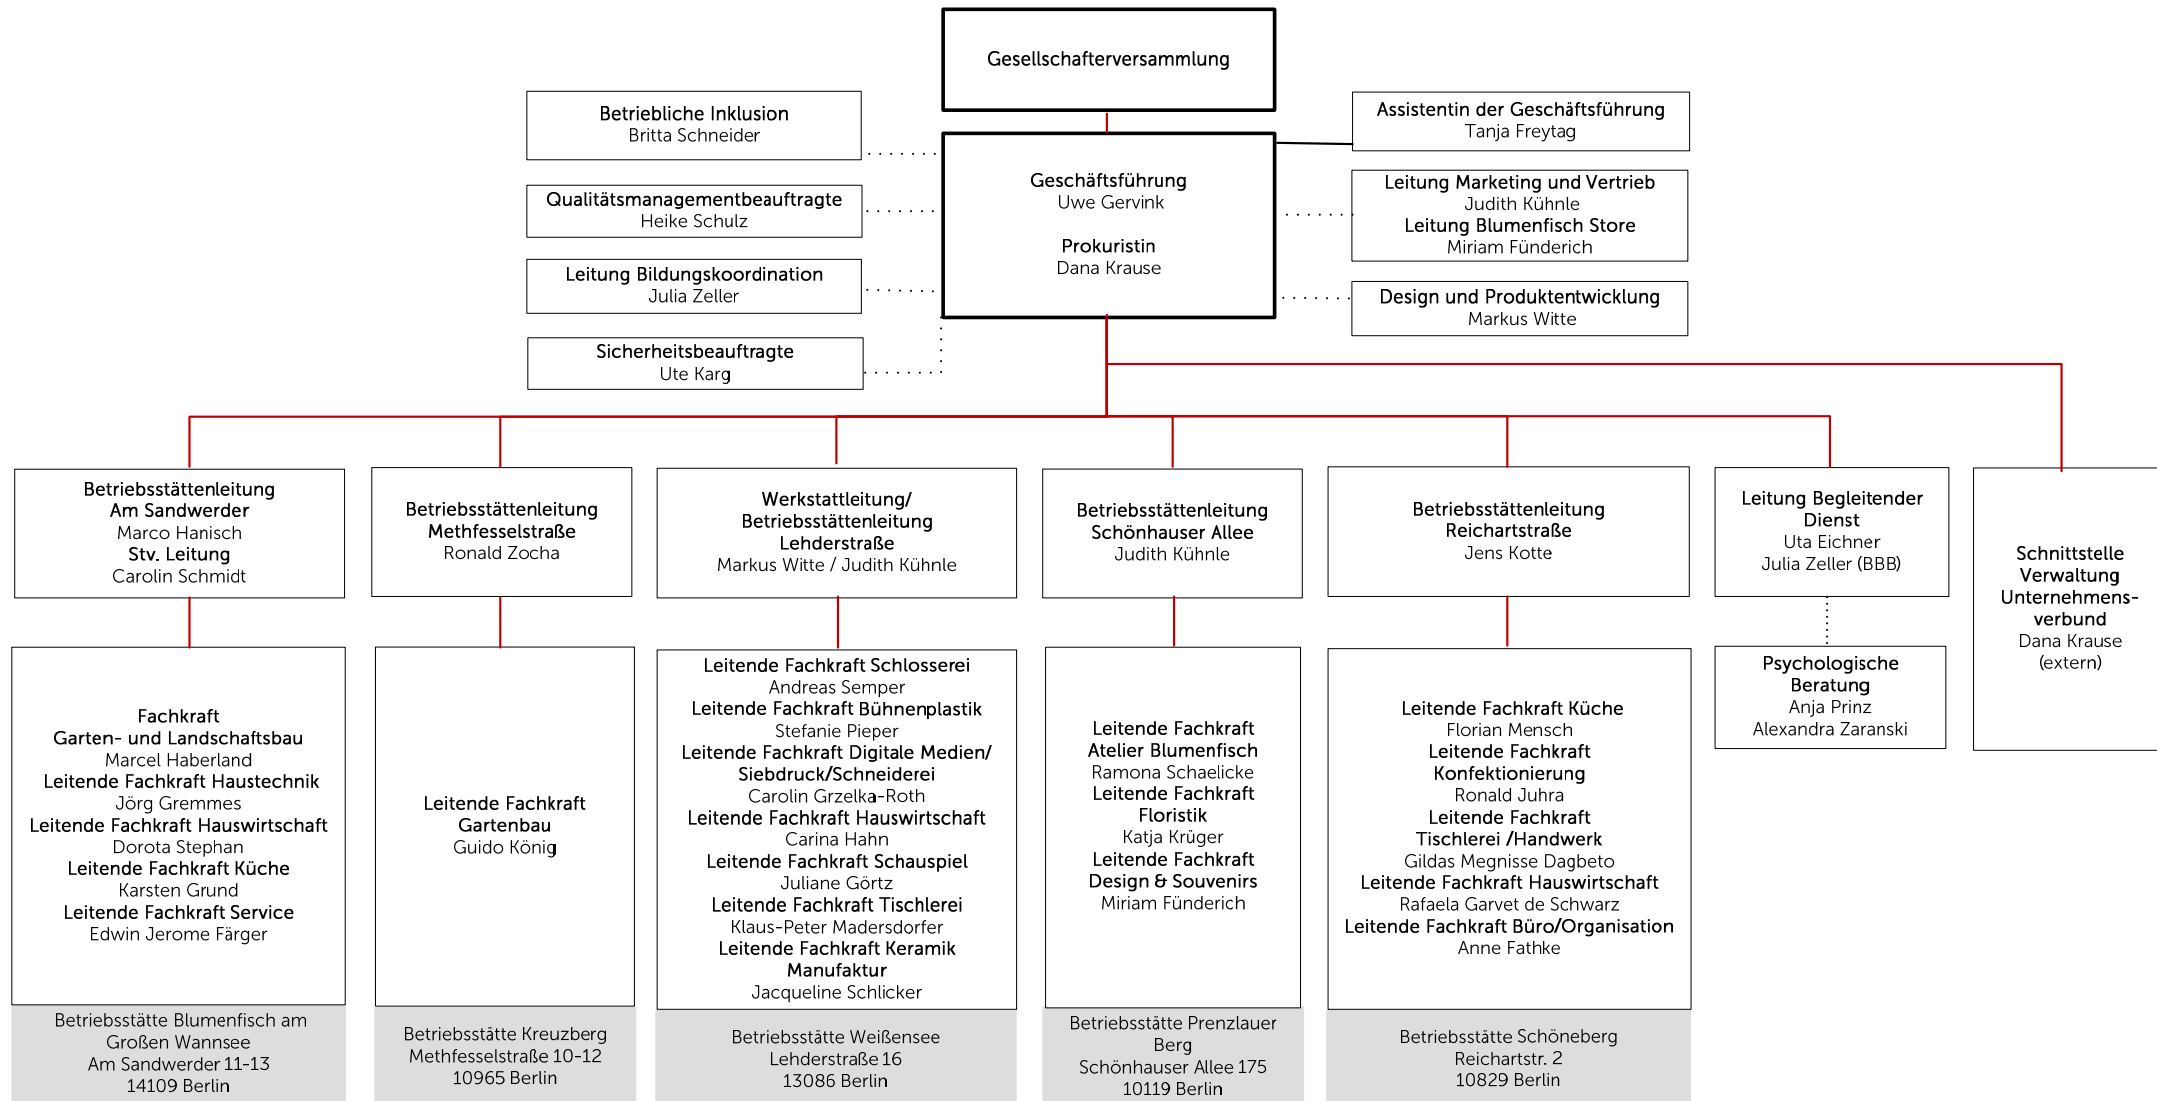 Gesellschafterversammlung
Betriebliche Inklusion
Britta Schneider
Qualitätsmanagementbeauftragte
Heike Schulz
Leitung Bildungskoordination
Julia Zeller
Sicherheitsbeauftragte
Ute Karg
Geschäftsführung
Uwe Gervink
Prokuristin
Dana Krause
Assistentin der Geschäftsführung
Tanja Freytag
Leitung Marketing und Vertrieb
Judith Kühnle
Leitung Blumenfisch Store
Miriam Fünderich
Design und Produktentwicklung
Markus Witte
Betriebsstättenleitung
Am Sandwerder
Marco Hanisch
Stv. Leitung
Carolin Schmidt
Betriebsstättenleitung
Methfesselstraße
Ronald Zocha
Werkstattleitung/
Betriebsstättenleitung
Lehderstraße
Markus Witte / Judith Kühnle
Betriebsstättenleitung
Schönhauser Allee
Judith Kühnle
Betriebsstättenleitung
Reichartstraße
Jens Kotte
Leitung Begleitender
Dienst
Uta Eichner
Julia Zeller (BBB)
Schnittstelle
Verwaltung
Unternehmens-
verbund
Dana Krause
(extern)
Fachkraft
Garten- und Landschaftsbau
Marcel Haberland
Leitende Fachkraft Haustechnik
Jörg Gremmes
Leitende Fachkraft Hauswirtschaft
Dorota Stephan
Leitende Fachkraft Küche
Karsten Grund
Leitende Fachkraft Service
Edwin Jerome Färger
Leitende Fachkraft
Gartenbau
Guido König
Leitende Fachkraft Schlosserei
Andreas Semper
Leitende Fachkraft Bühnenplastik
Stefanie Pieper
Leitende Fachkraft Digitale Medien/
Siebdruck/Schneiderei
Carolin Grzelka-Roth
Leitende Fachkraft Hauswirtschaft
Carina Hahn
Leitende Fachkraft Schauspiel
Juliane Görtz
Leitende Fachkraft Tischlerei
Klaus-Peter Madersdorfer
Leitende Fachkraft Keramik
Manufaktur
Jacqueline Schlicker
Leitende Fachkraft
Atelier Blumenfisch
Ramona Schaelicke
Leitende Fachkraft
Floristik
Katja Krüger
Leitende Fachkraft
Design & Souvenirs
Miriam Fünderich
Leitende Fachkraft Küche
Florian Mensch
Leitende Fachkraft
Konfektionierung
Ronald Juhra
Leitende Fachkraft
Tischlerei /Handwerk
Gildas Megnisse Dagbeto
Leitende Fachkraft Hauswirtschaft
Rafaela Garvet de Schwarz
Leitende Fachkraft Büro/Organisation
Anne Fathke
Psychologische
Beratung
Anja Prinz
Alexandra Zaranski
Betriebsstätte Blumenfisch am
Großen Wannsee
Am Sandwerder 11-13
14109 Berlin
Betriebsstätte Kreuzberg
Methfesselstraße 10-12
10965 Berlin
Betriebsstätte Weißensee
Lehderstraße 16
13086 Berlin
Betriebsstätte Prenzlauer
Berg
Schönhauser Allee 175
10119 Berlin
Betriebsstätte Schöneberg
Reichartstr. 2
10829 Berlin